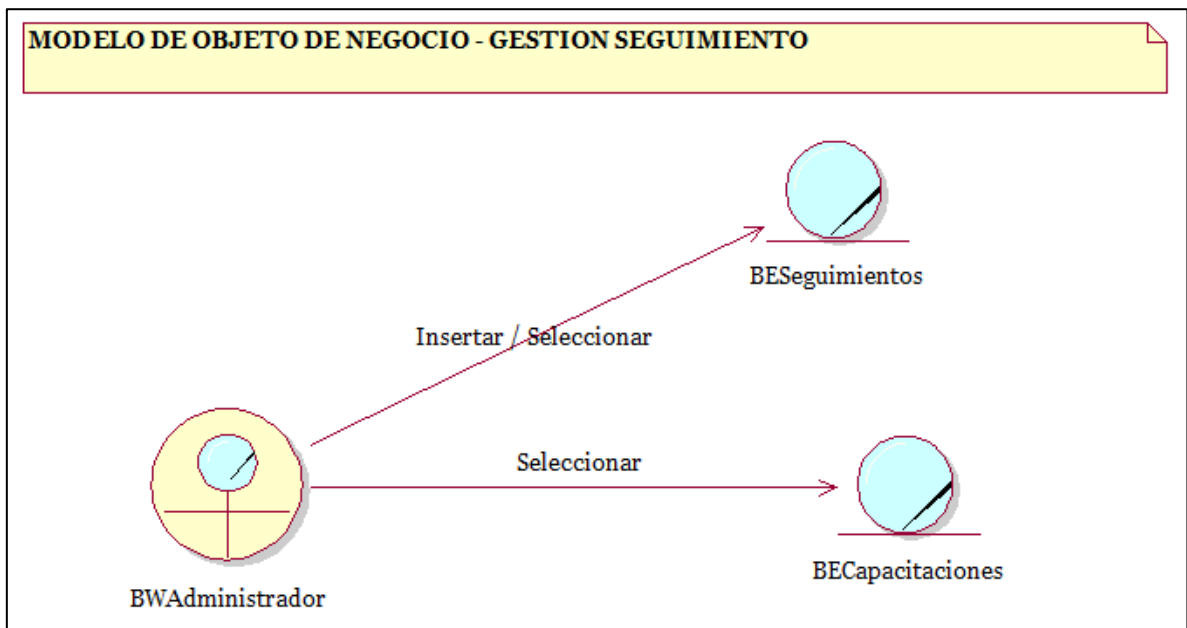 MODELO DE OBJETO DE NEGOCIO - GESTION SEGUIMIENTO
BESeguimientos
Insertar / Seleccionar
Seleccionar
BECapacitaciones
BWAdministrador